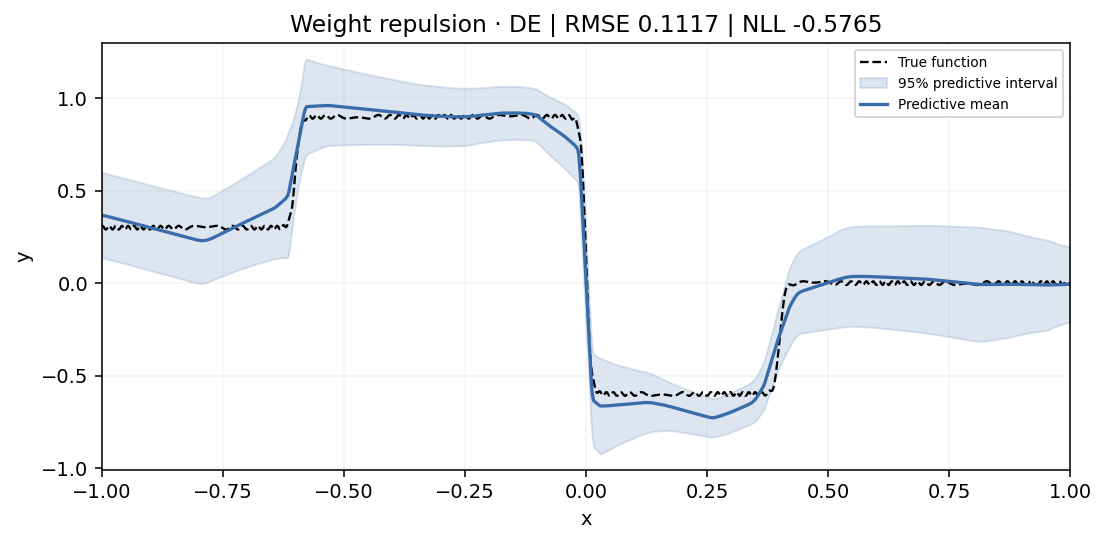 Weight repulsion · DE | RMSE 0.1117 | NLL -0.5765
True function
95% predictive interval
Predictive mean
1.0
0.5
0.0
−0.5
−1.0
y
−1.00 −0.75 −0.50 −0.25 0.00 0.25 0.50 0.75 1.00
x